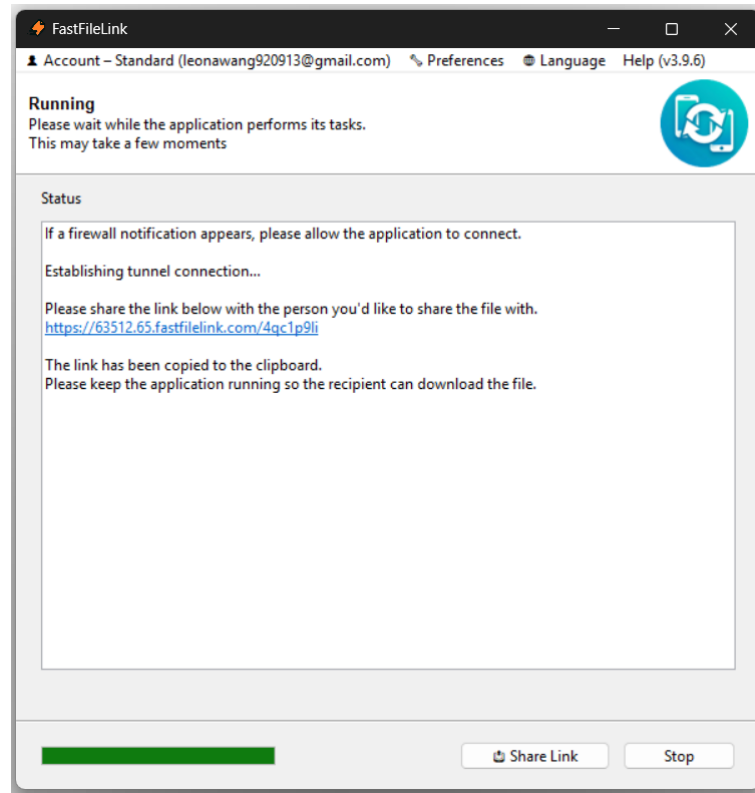 FastFileLink
Account – Standard (leonawang920913@gmail.com) Preferences Language Help (v3.9.6)
Running
Please wait while the application performs its tasks.
This may take a few moments
Status
If a firewall notification appears, please allow the application to connect.
Establishing tunnel connection...
Please share the link below with the person you'd like to share the file with.
https://63512.65.fastfilelink.com/4qc1p9li
The link has been copied to the clipboard.
Please keep the application running so the recipient can download the file.
Share Link Stop